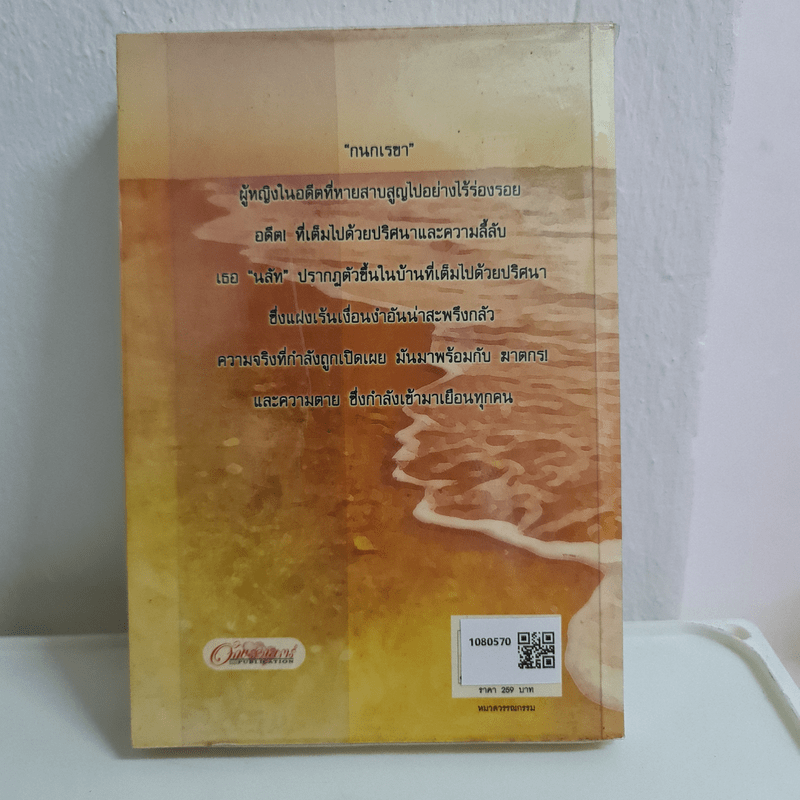 "กนกเรขา"
ผู้หญิงในอดีตที่หายสาบสูญไปอย่างไร้ร่องรอย
อดีต! ที่เต็มไปด้วยปริศนาและความลี้ลับ
เธอ "นลัท" ปรากฏตัวขึ้นในบ้านที่เต็มไปด้วยปริศนา
ซึ่งแฝงเร้นเงื่อนงำอันน่าสะพรึงกลัว
ความจริงที่กำลังถูกเปิดเผย มันมาพร้อมกับ ฆาตกร!
และความตาย ซึ่งกำลังเข้ามาเยือนทุกคน
PUBLICATION
1080570
ราคา 259 บาท
หมวดวรรณกรรม